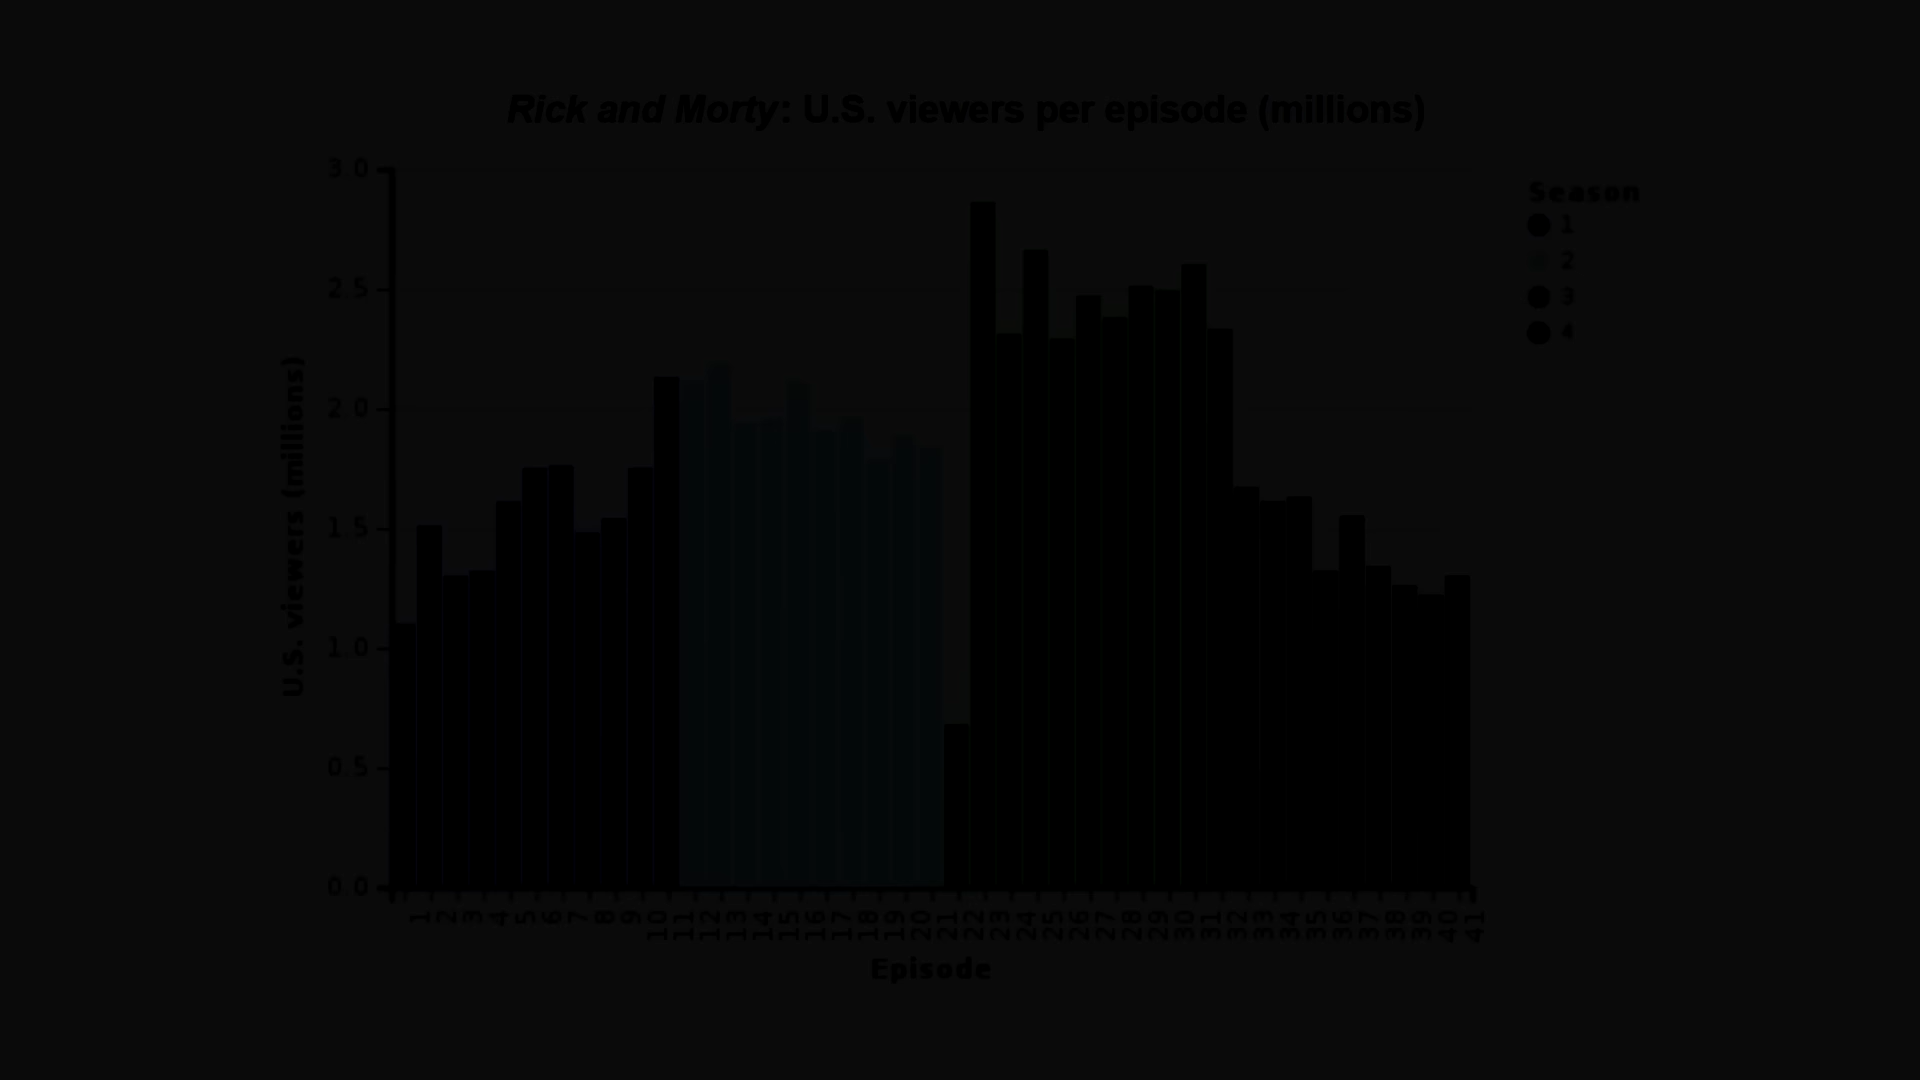 Rick and Morty: U.S. viewers per episode (millions)
3.0
2.5
2.0
1.5
1.0
0.5
0.0
U.S. viewers (millions)
1 2 3 4 5 6 7 8 9 10 11 12 13 14 15 16 17 18 19 20 21 22 23 24 25 26 27 28 29 30 31 32 33 34 35 36 37 38 39 40 41
Episode
Season
1
2
3
4